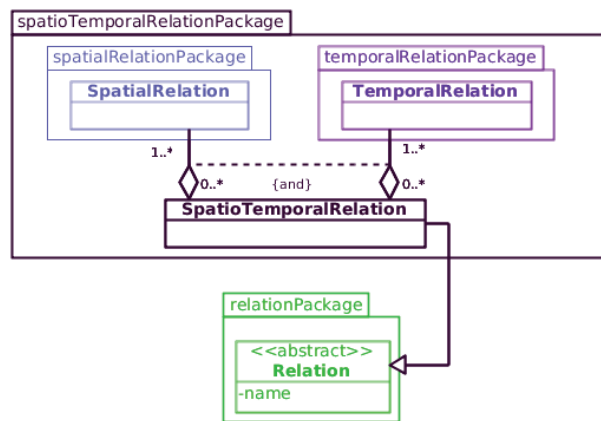 spatioTemporalRelationPackage
spatialRelationPackage
temporalRelationPackage
SpatialRelation
TemporalRelation
1..*
1..*
0..*
{and}
0..*
SpatioTemporalRelation
relationPackage
<<abstract>>
Relation
-name